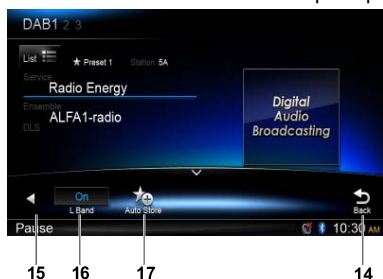 DAB1 2 3
List ★ Preset 1 Station 5A
Service
Radio Energy
Ensemble
ALFA1-radio
DLS
Digital
Audio
Broadcasting
On
L Band
Auto Store
Back
Pause
10:30 AM
15 16 17 14